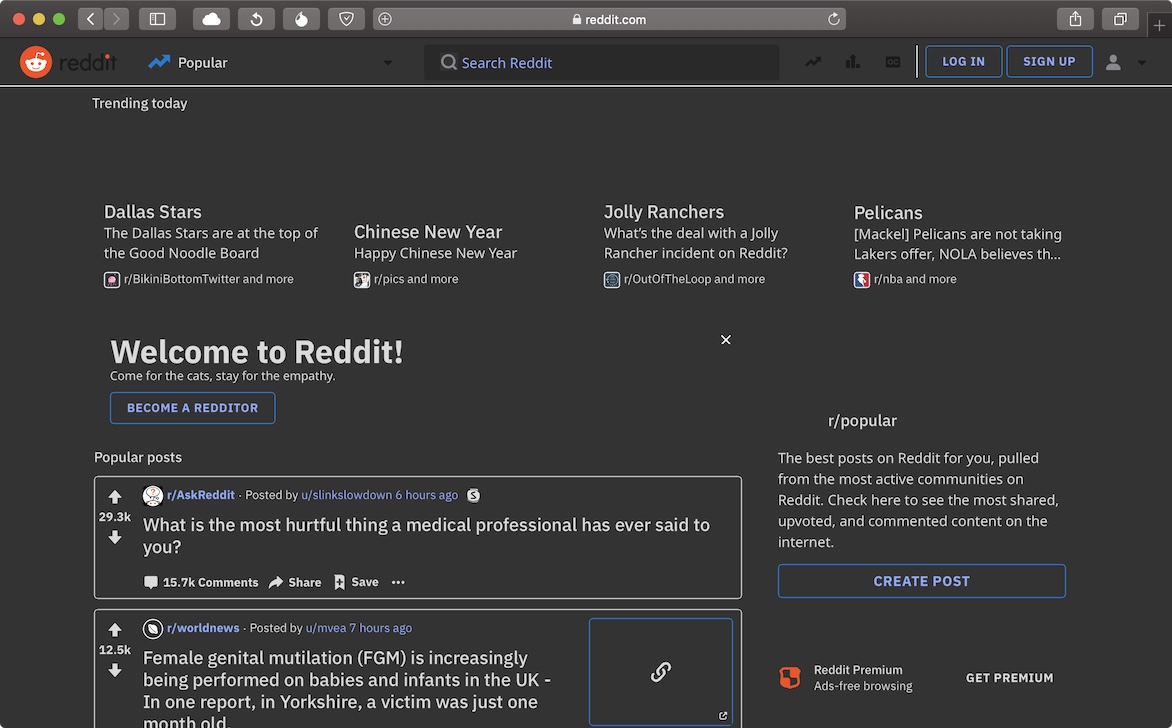 reddit.com
reddit
Popular
Search Reddit
OC
LOG IN
SIGN UP
Trending today
Dallas Stars
The Dallas Stars are at the top of
the Good Noodle Board
r/BikiniBottomTwitter and more
Chinese New Year
Happy Chinese New Year
r/pics and more
Jolly Ranchers
What’s the deal with a Jolly
Rancher incident on Reddit?
r/OutOfTheLoop and more
Pelicans
[Mackel] Pelicans are not taking
Lakers offer, NOLA believes th...
r/nba and more
Welcome to Reddit!
Come for the cats, stay for the empathy.
BECOME A REDDITOR
Popular posts
r/AskReddit · Posted by u/slinkslowdown 6 hours ago S
29.3k
What is the most hurtful thing a medical professional has ever said to
you?
15.7k Comments Share Save ...
r/worldnews · Posted by u/mvea 7 hours ago
12.5k
Female genital mutilation (FGM) is increasingly
being performed on babies and infants in the UK -
In one report, in Yorkshire, a victim was just one
month old.
r/popular
The best posts on Reddit for you, pulled
from the most active communities on
Reddit. Check here to see the most shared,
upvoted, and commented content on the
internet.
CREATE POST
Reddit Premium
Ads-free browsing
GET PREMIUM